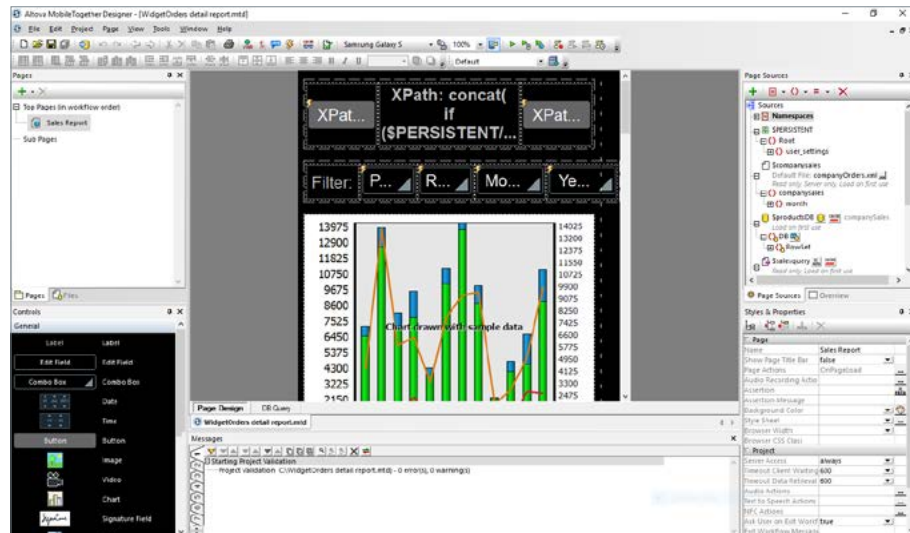 Altova MobileTogether Designer - [WidgetOrders detail report.mtd]
File Edit Project Page View Tools Window Help
Samsung Galaxy S 100%
Default
Pages
Top Pages (in workflow order)
Sales Report
Sub Pages
Pages Files
Controls
General
Label Label
Edit Field Edit Field
Combo Box Combo Box
Date
Time
Button Button
Image
Video
Chart
Signature Field
XPat...
XPath: concat(
if
($PERSISTENT/...
XPat...
Filter: P... R... Mo... Ye...
13975
12900
11825
10750
9675
8600
7525
6450
5375
4300
3225
2150
Chart drawn with sample data
14025
13200
12375
11550
10725
9900
9075
8250
7425
6600
5775
4950
4125
3300
2475
Page Design DB Query
WidgetOrders detail report.mtd
Messages
Starting Project Validation
Project validation C:\WidgetOrders detail report.mtd - 0 error(s), 0 warning(s)
Page Sources
Sources
Namespaces
$PERSISTENT
Root
user_settings
$companysales
Default File: companyOrders.xml
Read only, Server only, Load on first use
companysales
month
$productsDB companySales
Load on first use
DB
RowSet
$salesquery
Read only, Load on first use
Page Sources Overview
Styles & Properties
Page
Name Sales Report
Show Page Title Bar false
Page Actions OnPageLoad
Audio Recording Actio
Assertion
Assertion Message
Background Color
Style Sheet
Browser Width
Browser CSS Class
Project
Server Access always
Timeout Client Waiting 600
Timeout Data Retrieval 600
Audio Actions
Text to Speech Actions
NFC Actions
Ask User on Exit Workf true
Exit Workflow Message